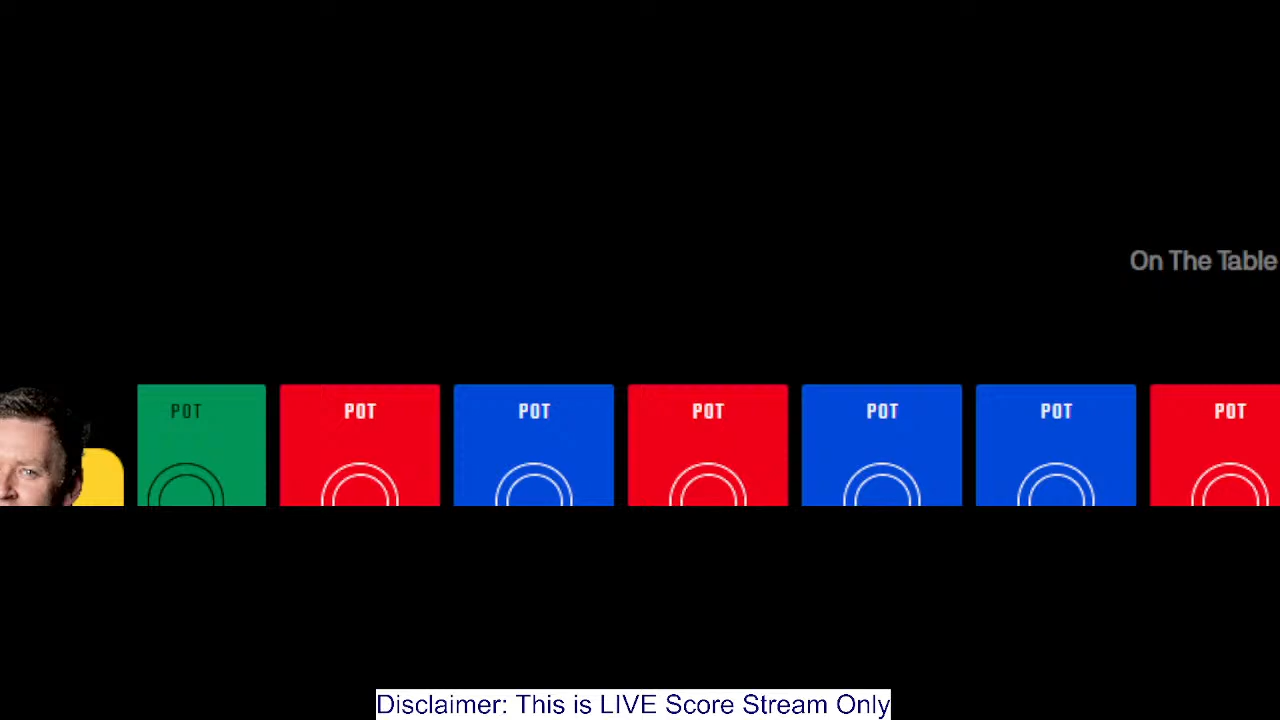 On The Table
POT POT POT POT POT POT POT
Disclaimer: This is LIVE Score Stream Only